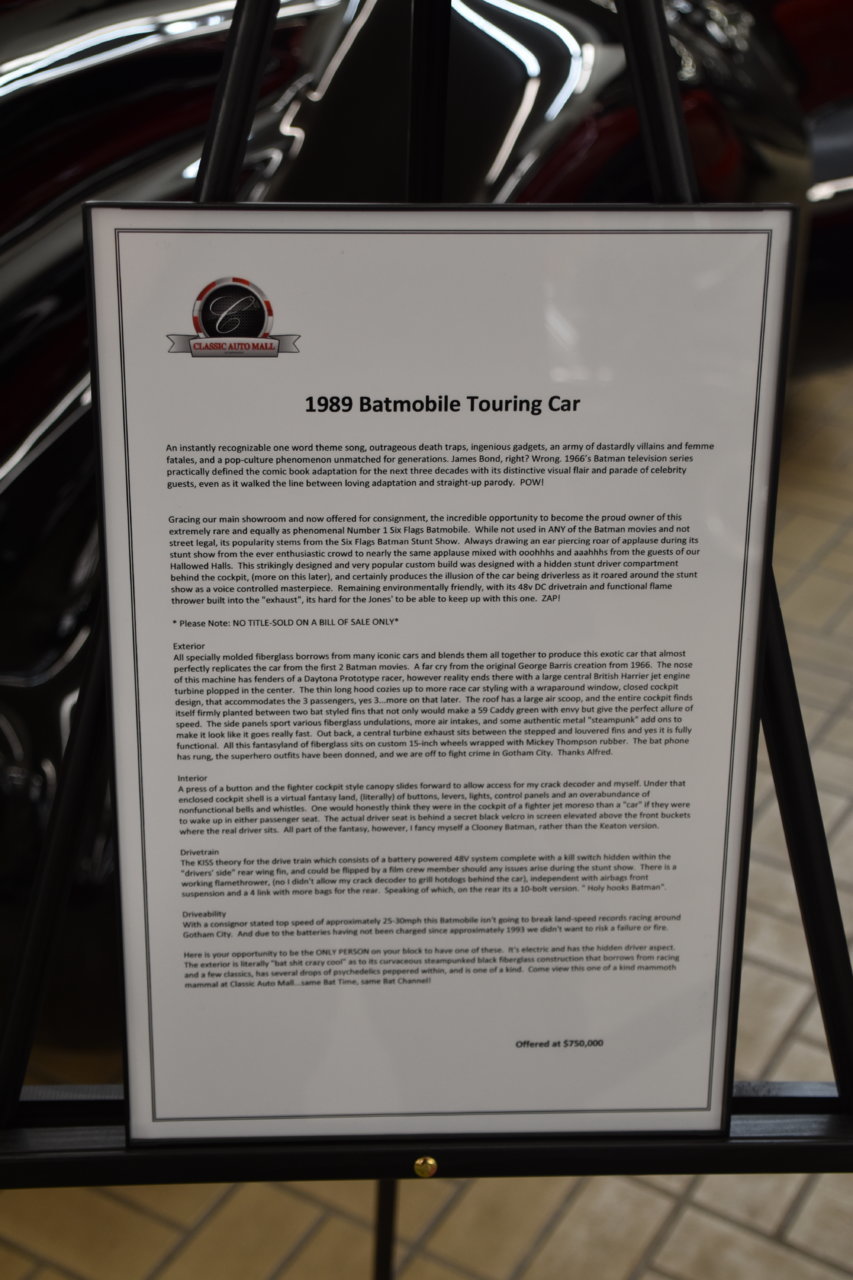 C
CLASSIC AUTO MALL
1989 Batmobile Touring Car
An instantly recognizable one word theme song, outrageous death traps, ingenious gadgets, an army of dastardly villains and femme
fatales, and a pop-culture phenomenon unmatched for generations. James Bond, right? Wrong. 1966's Batman television series
practically defined the comic book adaptation for the next three decades with its distinctive visual flair and parade of celebrity
guests, even as it walked the line between loving adaptation and straight-up parody.  POW!
Gracing our main showroom and now offered for consignment, the incredible opportunity to become the proud owner of this
extremely rare and equally as phenomenal Number 1 Six Flags Batmobile.  While not used in ANY of the Batman movies and not
street legal, its popularity stems from the Six Flags Batman Stunt Show.  Always drawing an ear piercing roar of applause during its
stunt show from the ever enthusiastic crowd to nearly the same applause mixed with ooohhhs and aaahhhs from the guests of our
Hallowed Halls.  This strikingly designed and very popular custom build was designed with a hidden stunt driver compartment
behind the cockpit, (more on this later), and certainly produces the illusion of the car being driverless as it roared around the stunt
show as a voice controlled masterpiece.  Remaining environmentally friendly, with its 48v DC drivetrain and functional flame
thrower built into the "exhaust", its hard for the Jones' to be able to keep up with this one.  ZAP!
* Please Note: NO TITLE-SOLD ON A BILL OF SALE ONLY*
Exterior
All specially molded fiberglass borrows from many iconic cars and blends them all together to produce this exotic car that almost
perfectly replicates the car from the first 2 Batman movies.  A far cry from the original George Barris creation from 1966.  The nose
of this machine has fenders of a Daytona Prototype racer, however reality ends there with a large central British Harrier jet engine
turbine plopped in the center.  The thin long hood cozies up to more race car styling with a wraparound window, closed cockpit
design, that accommodates the 3 passengers, yes 3...more on that later.  The roof has a large air scoop, and the entire cockpit finds
itself firmly planted between two bat styled fins that not only would make a 59 Caddy green with envy but give the perfect allure of
speed.  The side panels sport various fiberglass undulations, more air intakes, and some authentic metal "steampunk" add ons to
make it look like it goes really fast.  Out back, a central turbine exhaust sits between the stepped and louvered fins and yes it is fully
functional.  All this fantasyland of fiberglass sits on custom 15-inch wheels wrapped with Mickey Thompson rubber.  The bat phone
has rung, the superhero outfits have been donned, and we are off to fight crime in Gotham City.  Thanks Alfred.
Interior
A press of a button and the fighter cockpit style canopy slides forward to allow access for my crack decoder and myself. Under that
enclosed cockpit shell is a virtual fantasy land, (literally) of buttons, levers, lights, control panels and an overabundance of
nonfunctional bells and whistles.  One would honestly think they were in the cockpit of a fighter jet moreso than a "car" if they were
to wake up in either passenger seat.  The actual driver seat is behind a secret black velcro in screen elevated above the front buckets
where the real driver sits.  All part of the fantasy, however, I fancy myself a Clooney Batman, rather than the Keaton version.
Drivetrain
The KISS theory for the drive train which consists of a battery powered 48V system complete with a kill switch hidden within the
"drivers' side" rear wing fin, and could be flipped by a film crew member should any issues arise during the stunt show.  There is a
working flamethrower, (no I didn't allow my crack decoder to grill hotdogs behind the car), independent with airbags front
suspension and a 4 link with more bags for the rear.  Speaking of which, on the rear its a 10-bolt version. " Holy hooks Batman".
Driveability
With a consignor stated top speed of approximately 25-30mph this Batmobile isn't going to break land-speed records racing around
Gotham City.  And due to the batteries having not been charged since approximately 1993 we didn't want to risk a failure or fire.
Here is your opportunity to be the ONLY PERSON on your block to have one of these.  It's electric and has the hidden driver aspect.
The exterior is literally "bat shit crazy cool" as to its curvaceous steampunked black fiberglass construction that borrows from racing
and a few classics, has several drops of psychedelics peppered within, and is one of a kind.  Come view this one of a kind mammoth
mammal at Classic Auto Mall...same Bat Time, same Bat Channel!
Offered at $750,000